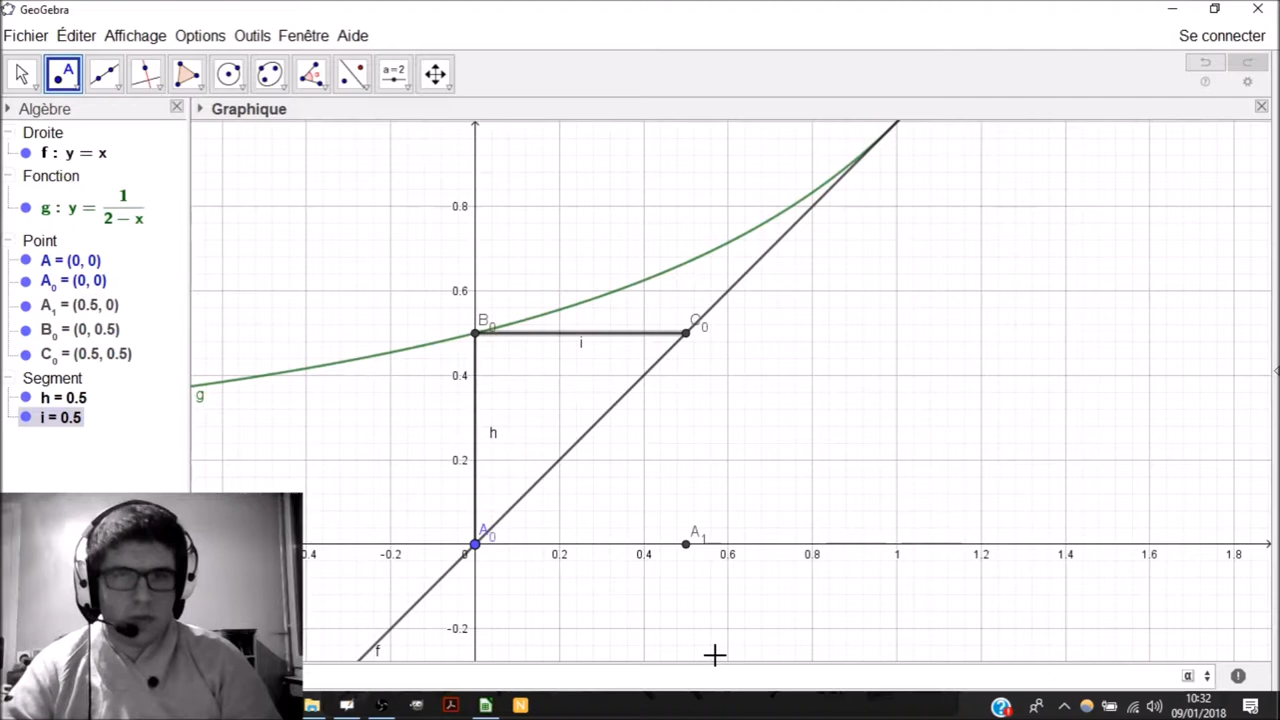 GeoGebra
Fichier Éditer Affichage Options Outils Fenêtre Aide Se connecter
A a=2
Algèbre
Graphique
Droite
f : y = x
Fonction
g : y = 1 / (2 − x)
Point
A = (0, 0)
A₀ = (0, 0)
A₁ = (0.5, 0)
B₀ = (0, 0.5)
C₀ = (0.5, 0.5)
Segment
h = 0.5
i = 0.5
0.8
0.6
B₀ C₀
i
0.4
g
h
0.2
A₀ A₁
0.4 -0.2 0 0.2 0.4 0.6 0.8 1 1.2 1.4 1.6 1.8
-0.2
f
α
N
10:32
09/01/2018